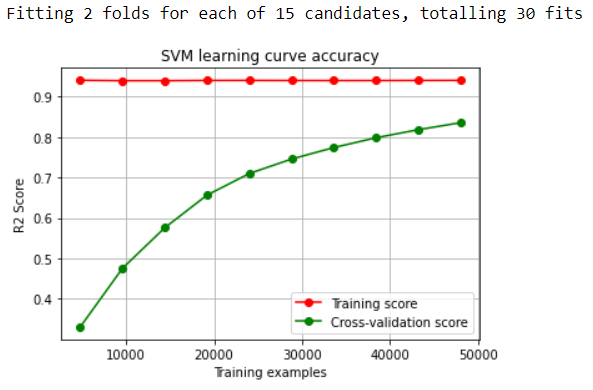 Fitting 2 folds for each of 15 candidates, totalling 30 fits
SVM learning curve accuracy
0.9
0.8
0.7
0.6
0.5
0.4
R2 Score
Training score
Cross-validation score
10000 20000 30000 40000 50000
Training examples